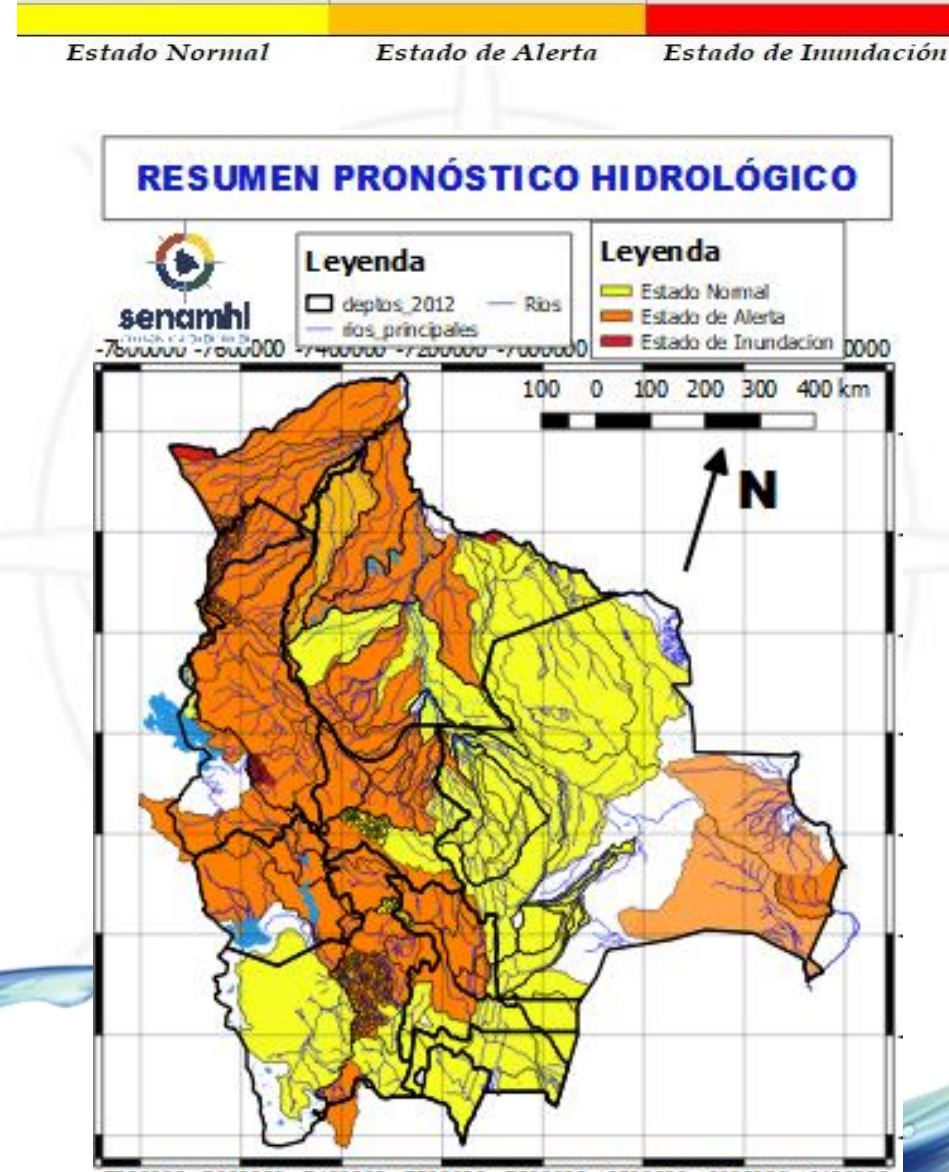 Estado Normal Estado de Alerta Estado de Inundación
RESUMEN PRONÓSTICO HIDROLÓGICO
senamhi
Leyenda
deptos_2012 Rios
rios_principales
Leyenda
Estado Normal
Estado de Alerta
Estado de Inundacion
-7800000 -7600000 -7400000 -7200000 -7000000
100 0 100 200 300 400 km
N